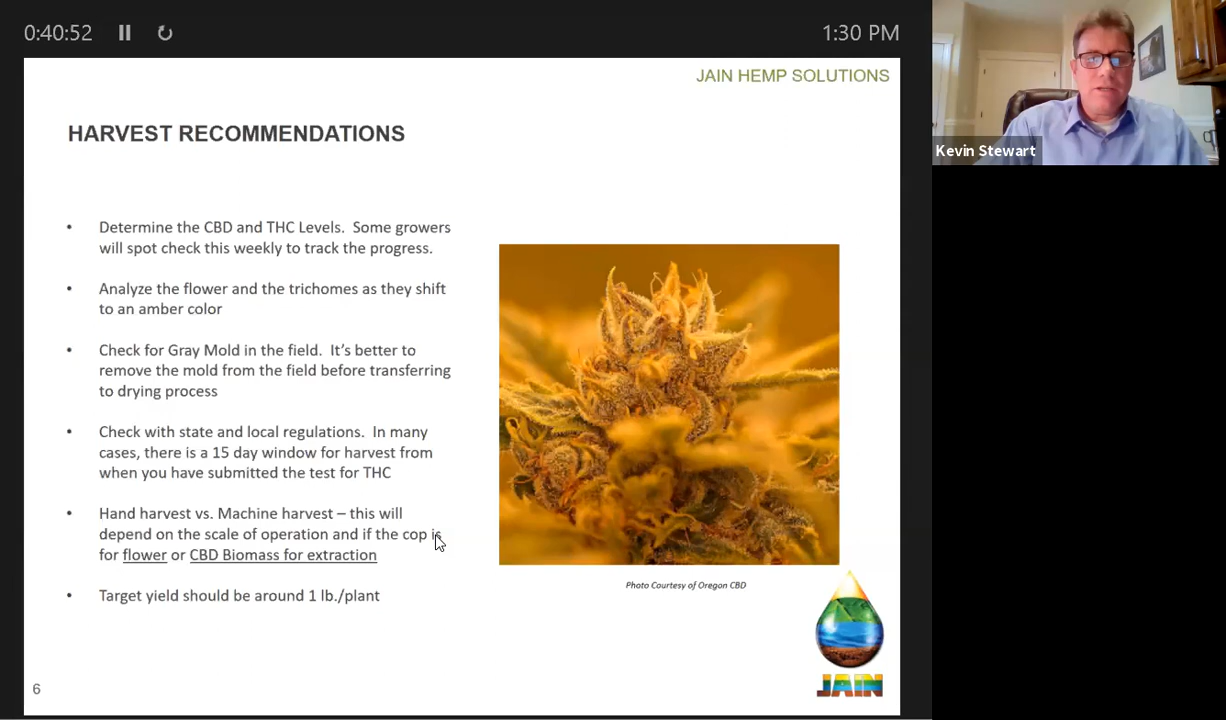 0:40:52
1:30 PM
JAIN HEMP SOLUTIONS
HARVEST RECOMMENDATIONS
• Determine the CBD and THC Levels. Some growers
will spot check this weekly to track the progress.
• Analyze the flower and the trichomes as they shift
to an amber color
• Check for Gray Mold in the field. It's better to
remove the mold from the field before transferring
to drying process
• Check with state and local regulations. In many
cases, there is a 15 day window for harvest from
when you have submitted the test for THC
• Hand harvest vs. Machine harvest – this will
depend on the scale of operation and if the cop is
for flower or CBD Biomass for extraction
• Target yield should be around 1 lb./plant
Photo Courtesy of Oregon CBD
JAIN
6
Kevin Stewart